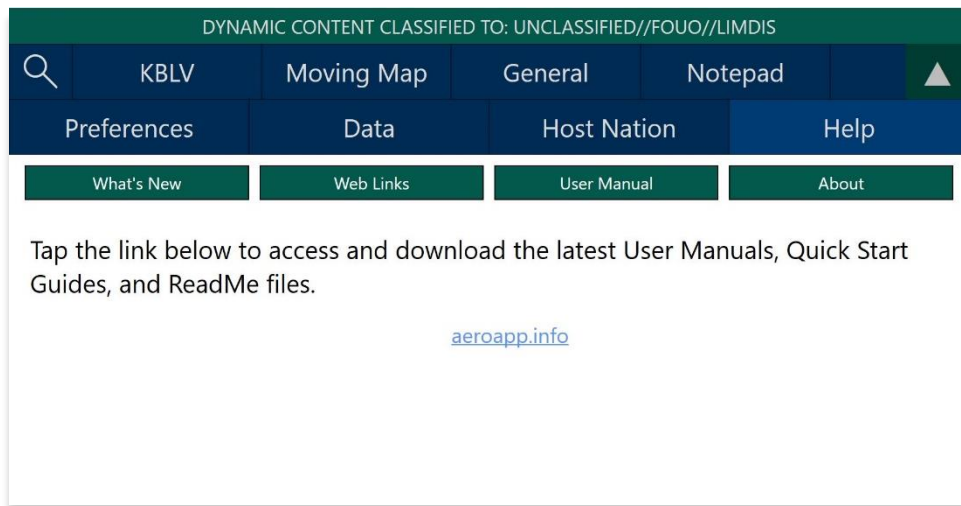 DYNAMIC CONTENT CLASSIFIED TO: UNCLASSIFIED//FOUO//LIMDIS
KBLV Moving Map General Notepad
Preferences Data Host Nation Help
What's New Web Links User Manual About
Tap the link below to access and download the latest User Manuals, Quick Start
Guides, and ReadMe files.
aeroapp.info